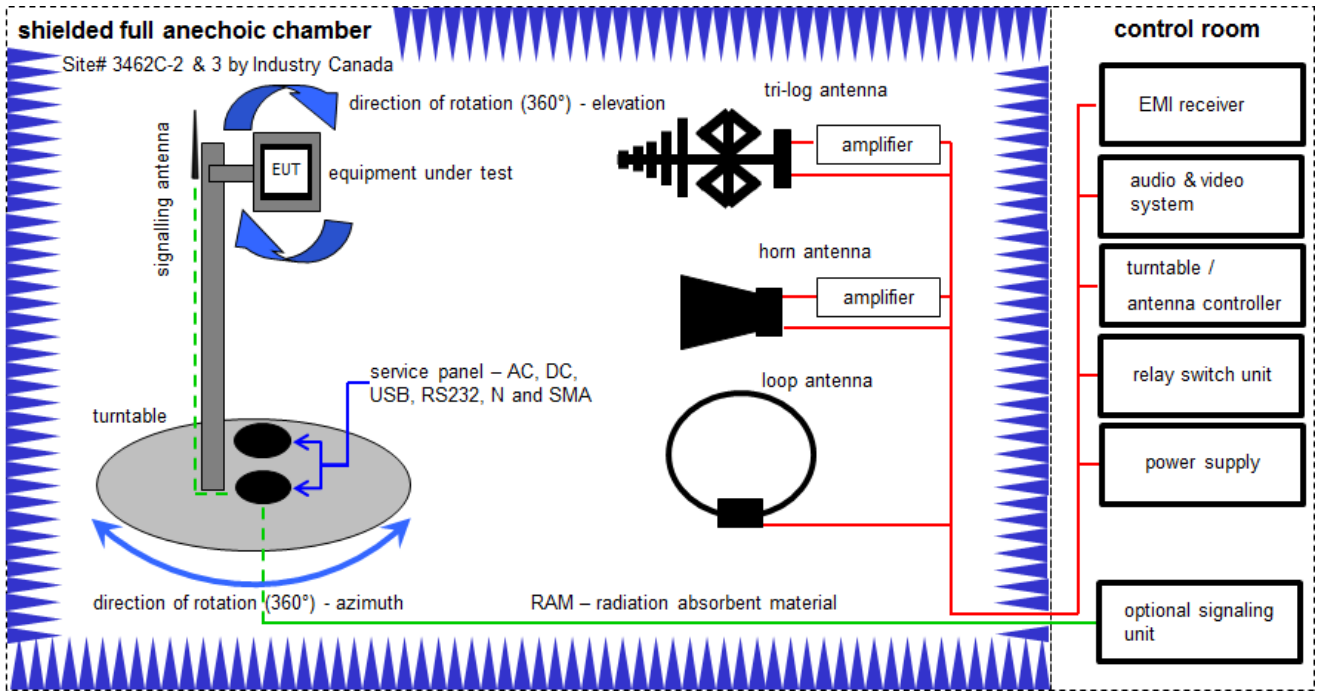 shielded full anechoic chamber
control room
Site# 3462C-2 & 3 by Industry Canada
direction of rotation (360°) - elevation
signalling antenna
EUT
equipment under test
tri-log antenna
amplifier
horn antenna
amplifier
loop antenna
service panel – AC, DC,
USB, RS232, N and SMA
turntable
direction of rotation (360°) - azimuth
RAM – radiation absorbent material
EMI receiver
audio & video
system
turntable /
antenna controller
relay switch unit
power supply
optional signaling
unit